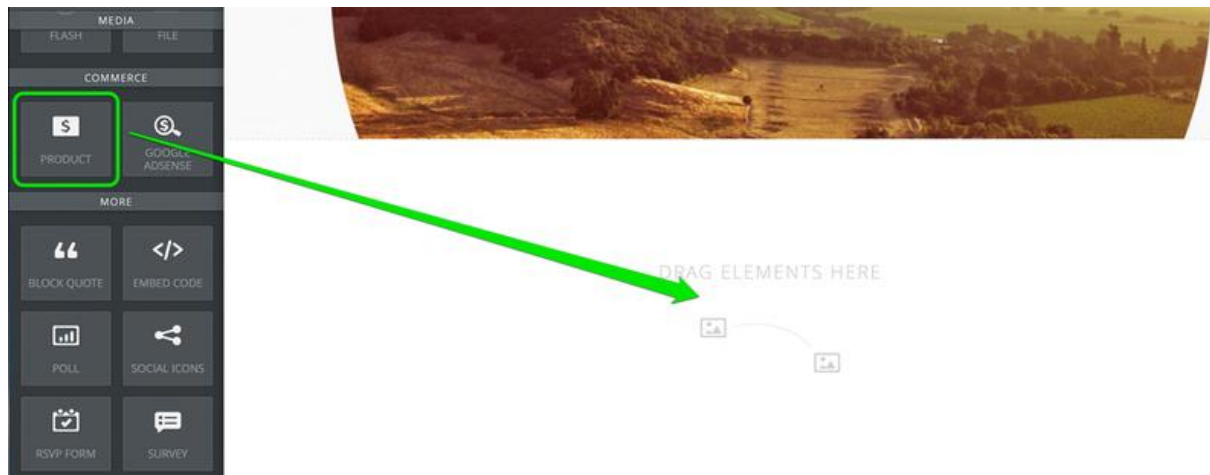 MEDIA
FLASH FILE
COMMERCE
PRODUCT GOOGLE
ADSENSE
MORE
BLOCK QUOTE EMBED CODE
POLL SOCIAL ICONS
RSVP FORM SURVEY
DRAG ELEMENTS HERE